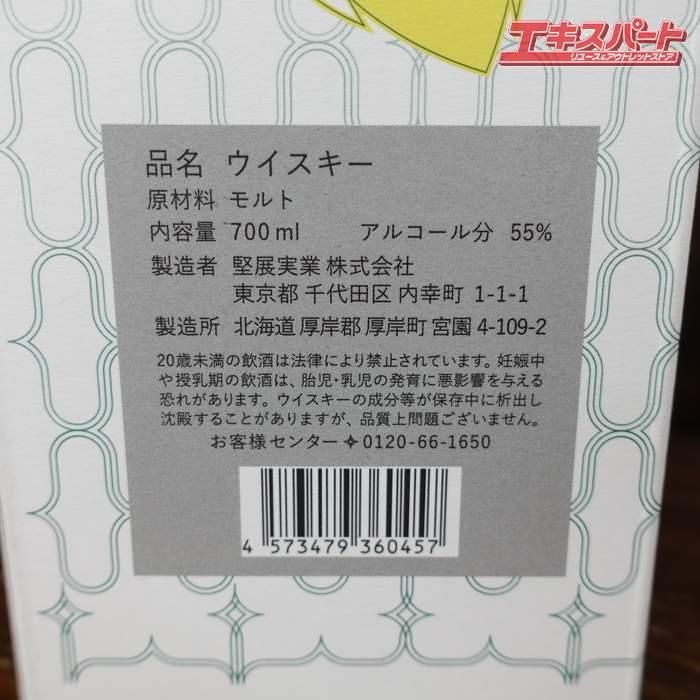 エキスパート
リユース&アウトレットストア
品名 ウイスキー
原材料 モルト
内容量 700ml アルコール分 55%
製造者 堅展実業 株式会社
東京都 千代田区 内幸町 1-1-1
製造所 北海道 厚岸郡 厚岸町 宮園 4-109-2
20歳未満の飲酒は法律により禁止されています。妊娠中
や授乳期の飲酒は、胎児・乳児の発育に悪影響を与える
恐れがあります。ウイスキーの成分等が保存中に析出し
沈殿することがありますが、品質上問題ございません。
お客様センター✦0120-66-1650
4 573479 360457